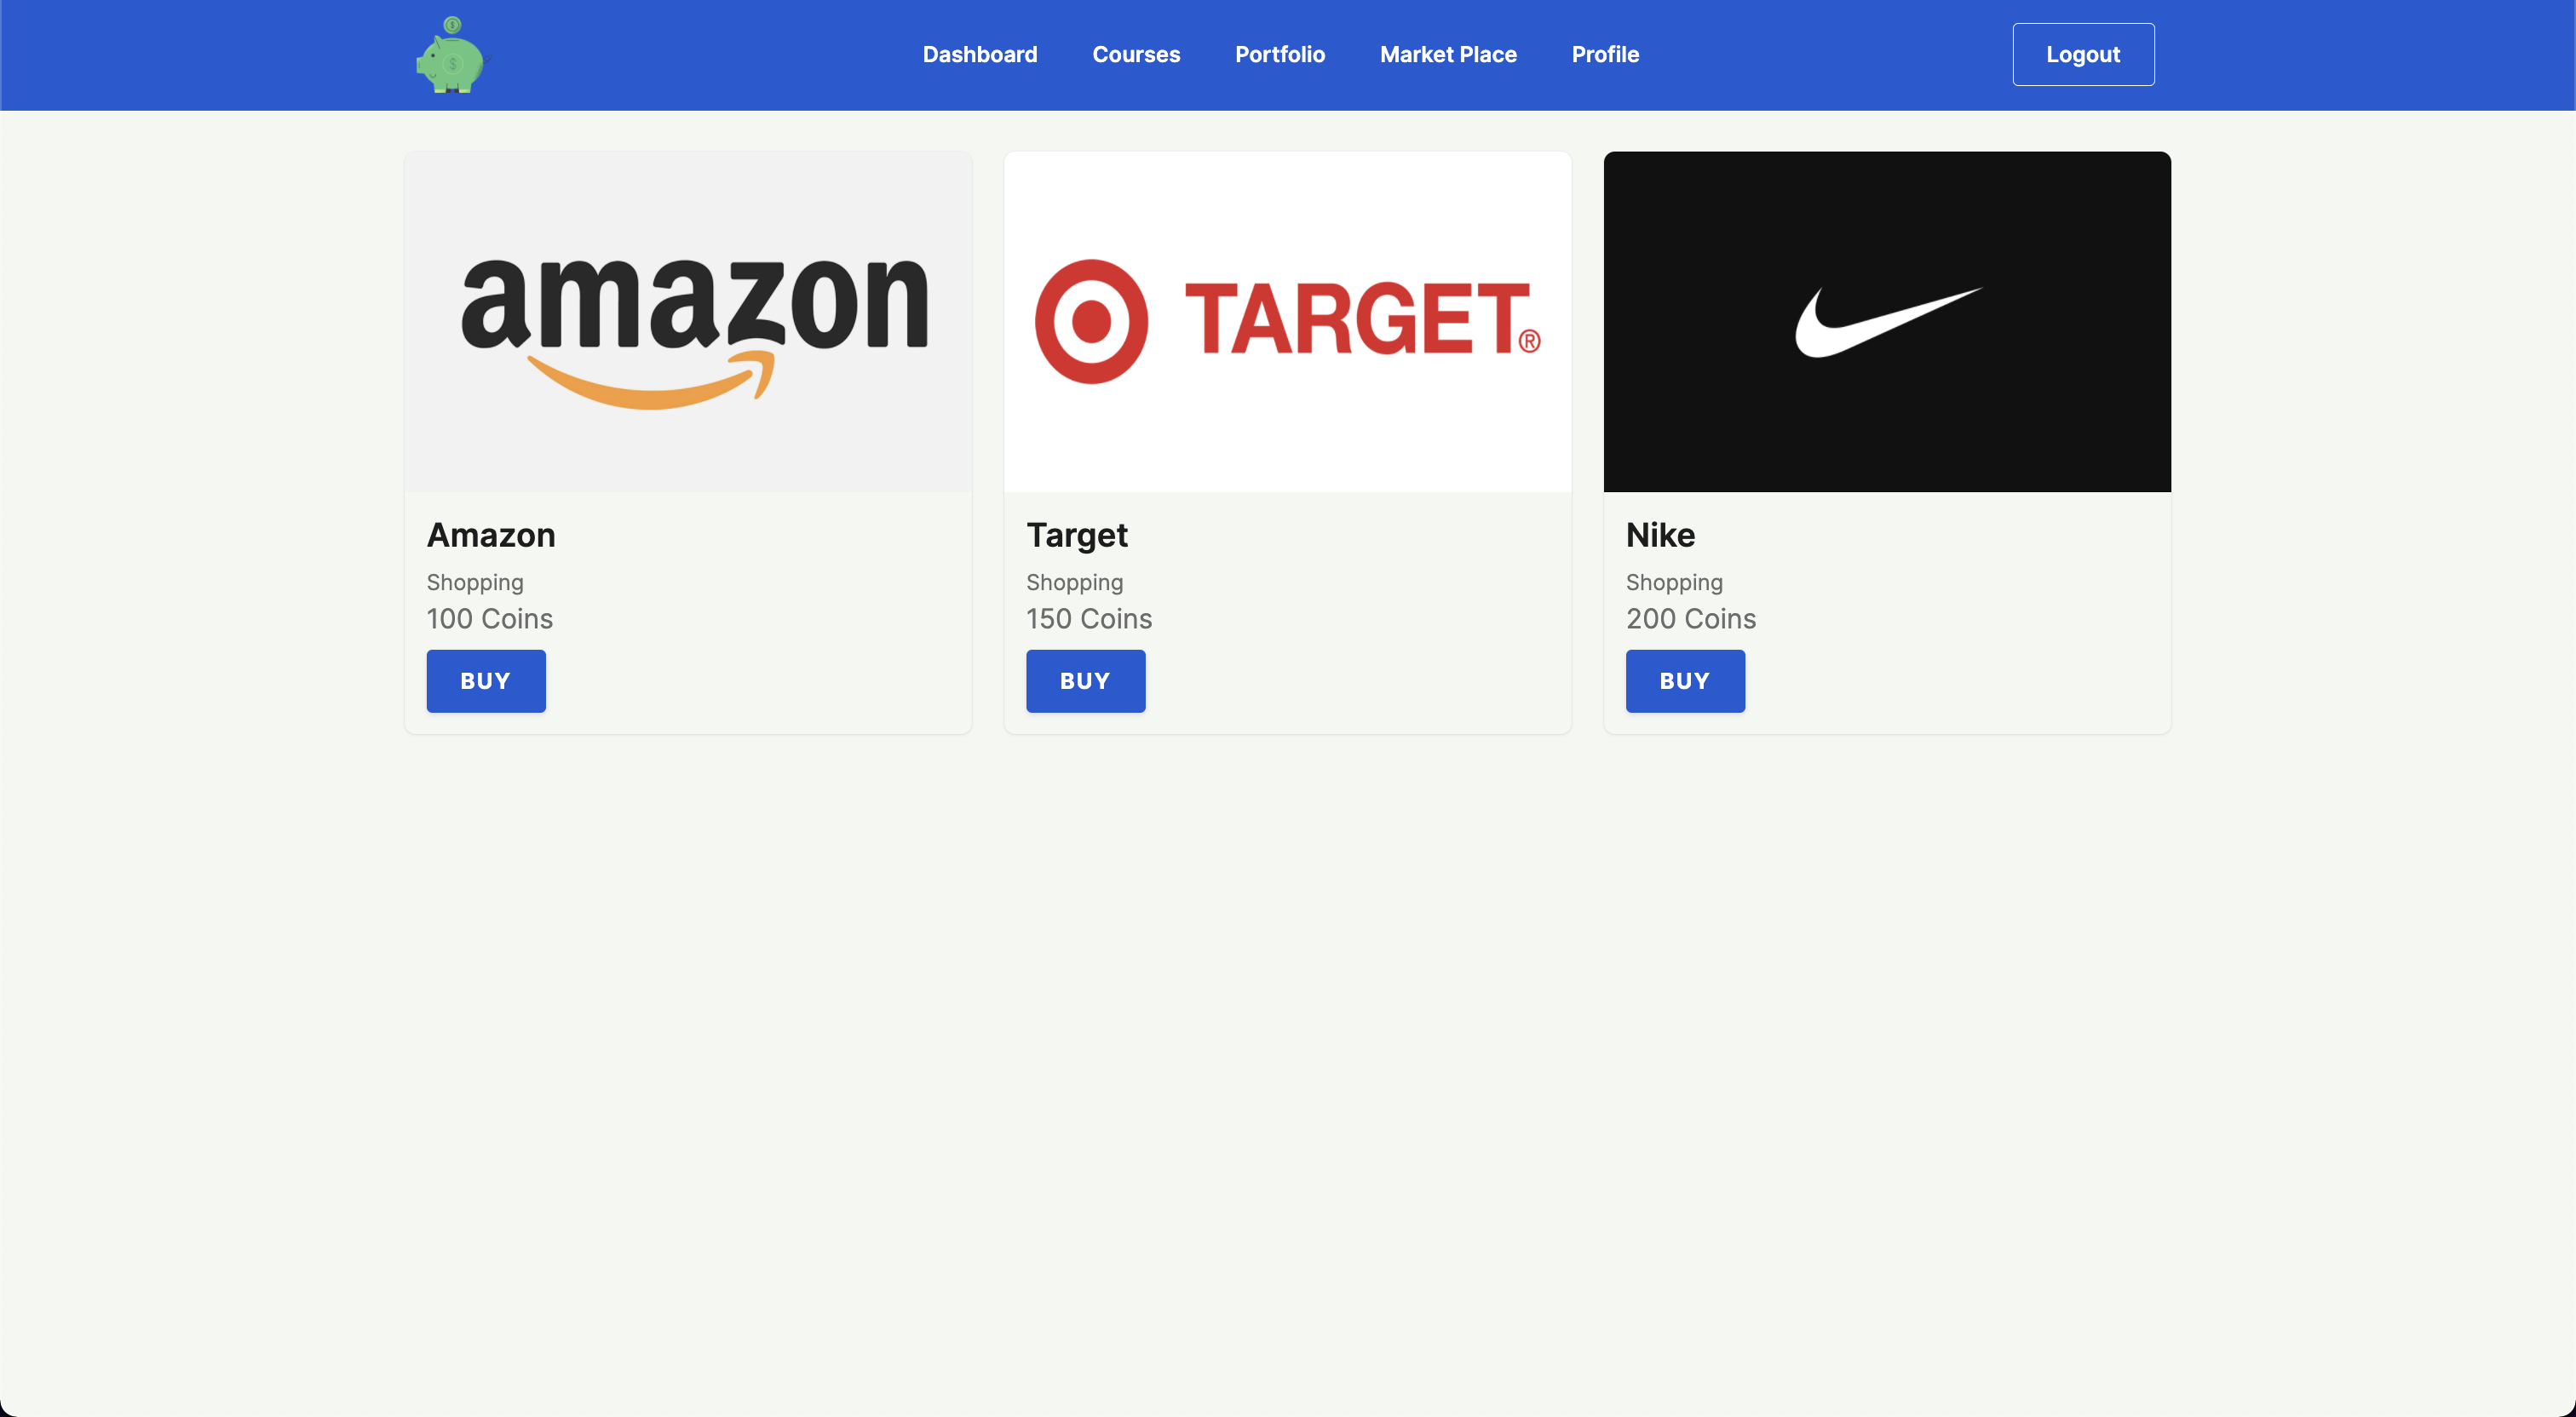 Dashboard Courses Portfolio Market Place Profile Logout
amazon
TARGET®
Amazon
Shopping
100 Coins
BUY
Target
Shopping
150 Coins
BUY
Nike
Shopping
200 Coins
BUY